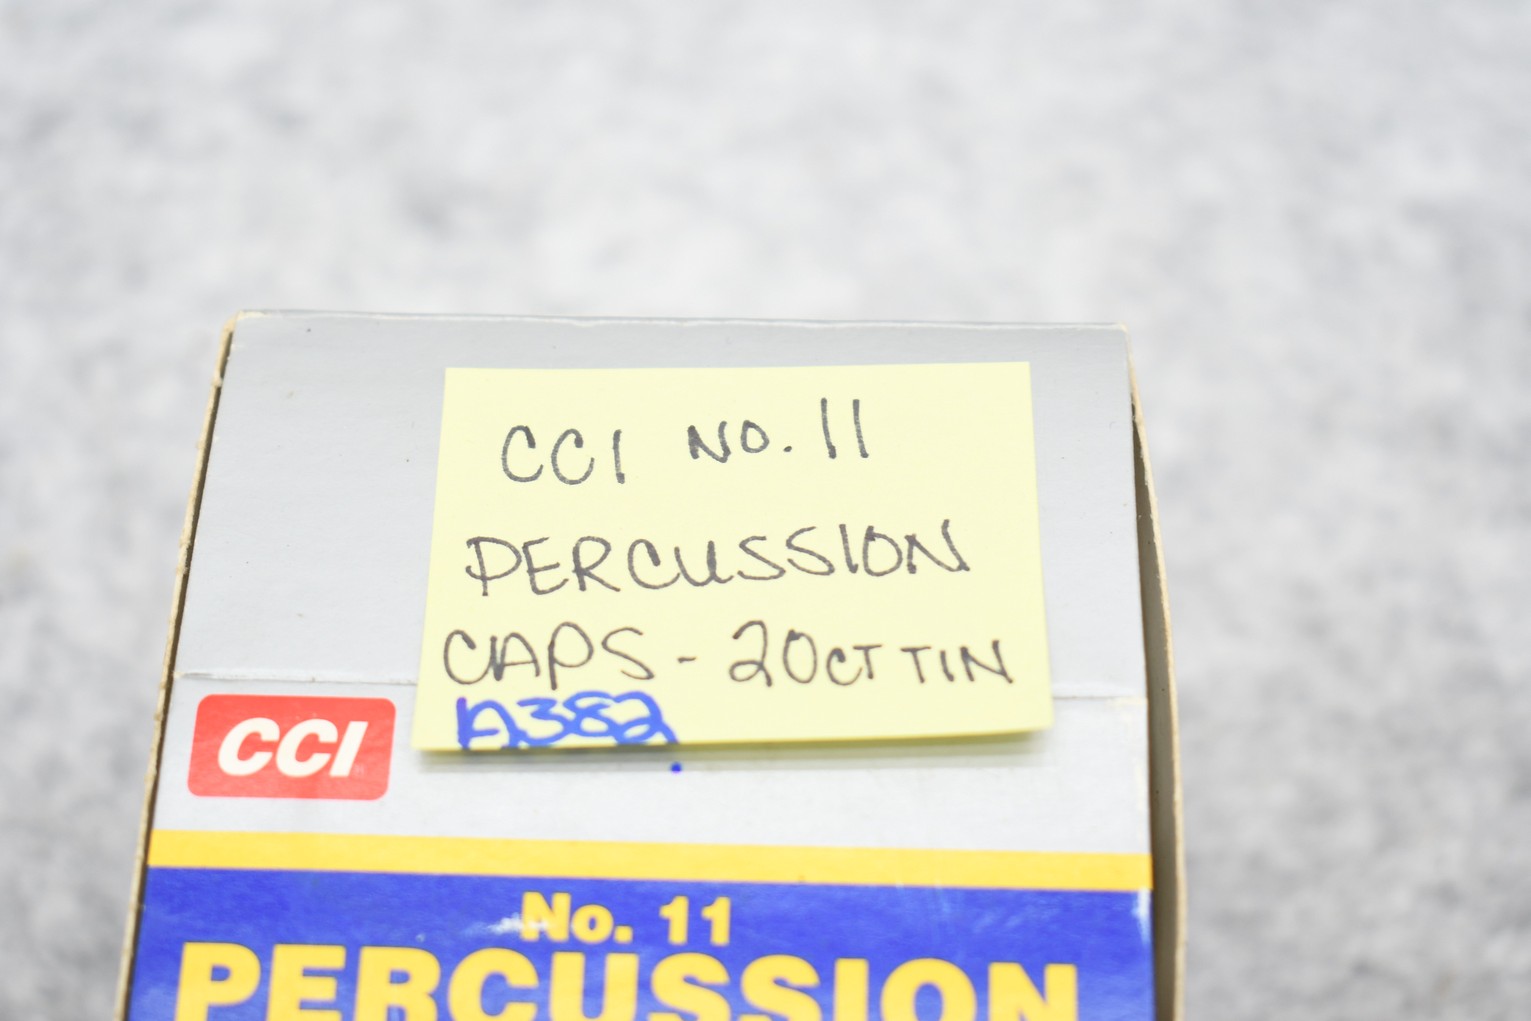 CCI NO. 11
PERCUSSION
CAPS - 20CT TIN
A382
CCI
No. 11
PERCUSSION